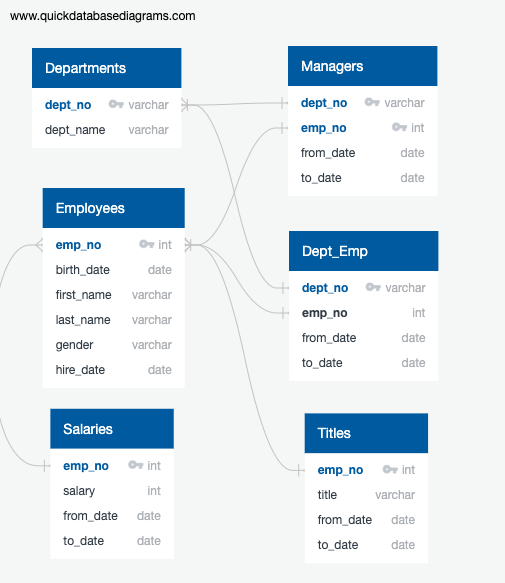 www.quickdatabasediagrams.com
Departments
dept_no varchar
dept_name varchar
Managers
dept_no varchar
emp_no int
from_date date
to_date date
Employees
emp_no int
birth_date date
first_name varchar
last_name varchar
gender varchar
hire_date date
Dept_Emp
dept_no varchar
emp_no int
from_date date
to_date date
Salaries
emp_no int
salary int
from_date date
to_date date
Titles
emp_no int
title varchar
from_date date
to_date date